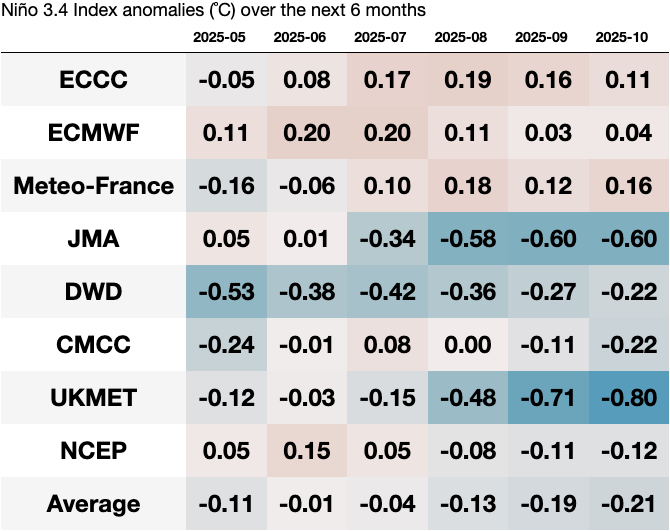 Niño 3.4 Index anomalies (°C) over the next 6 months
2025-05 2025-06 2025-07 2025-08 2025-09 2025-10
ECCC -0.05 0.08 0.17 0.19 0.16 0.11
ECMWF 0.11 0.20 0.20 0.11 0.03 0.04
Meteo-France -0.16 -0.06 0.10 0.18 0.12 0.16
JMA 0.05 0.01 -0.34 -0.58 -0.60 -0.60
DWD -0.53 -0.38 -0.42 -0.36 -0.27 -0.22
CMCC -0.24 -0.01 0.08 0.00 -0.11 -0.22
UKMET -0.12 -0.03 -0.15 -0.48 -0.71 -0.80
NCEP 0.05 0.15 0.05 -0.08 -0.11 -0.12
Average -0.11 -0.01 -0.04 -0.13 -0.19 -0.21